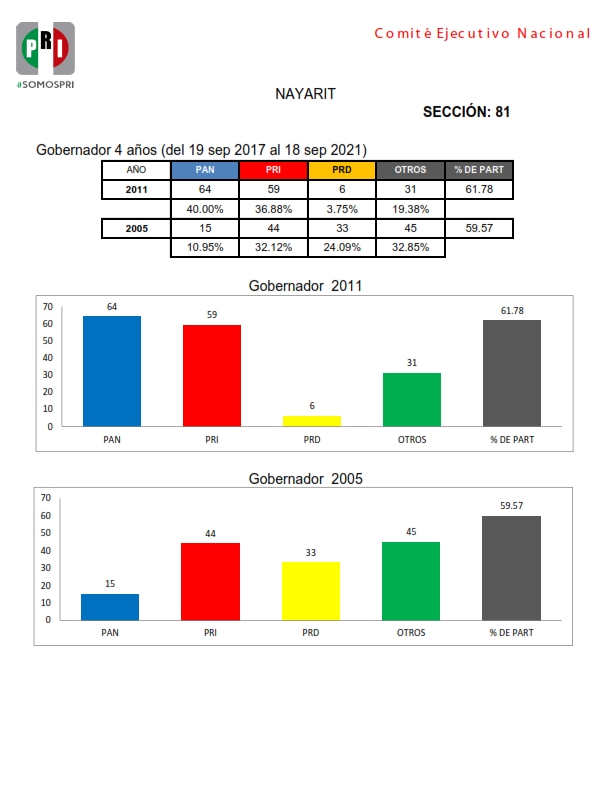 Comité Ejecutivo Nacional
PRI
#SOMOSPRI
NAYARIT
SECCIÓN: 81
Gobernador 4 años (del 19 sep 2017 al 18 sep 2021)
AÑO PAN PRI PRD OTROS % DE PART
2011 64 59 6 31 61.78
40.00% 36.88% 3.75% 19.38%
2005 15 44 33 45 59.57
10.95% 32.12% 24.09% 32.85%
Gobernador 2011
70
60
50
40
30
20
10
0
64 59 6 31 61.78
PAN PRI PRD OTROS % DE PART
Gobernador 2005
70
60
50
40
30
20
10
0
15 44 33 45 59.57
PAN PRI PRD OTROS % DE PART